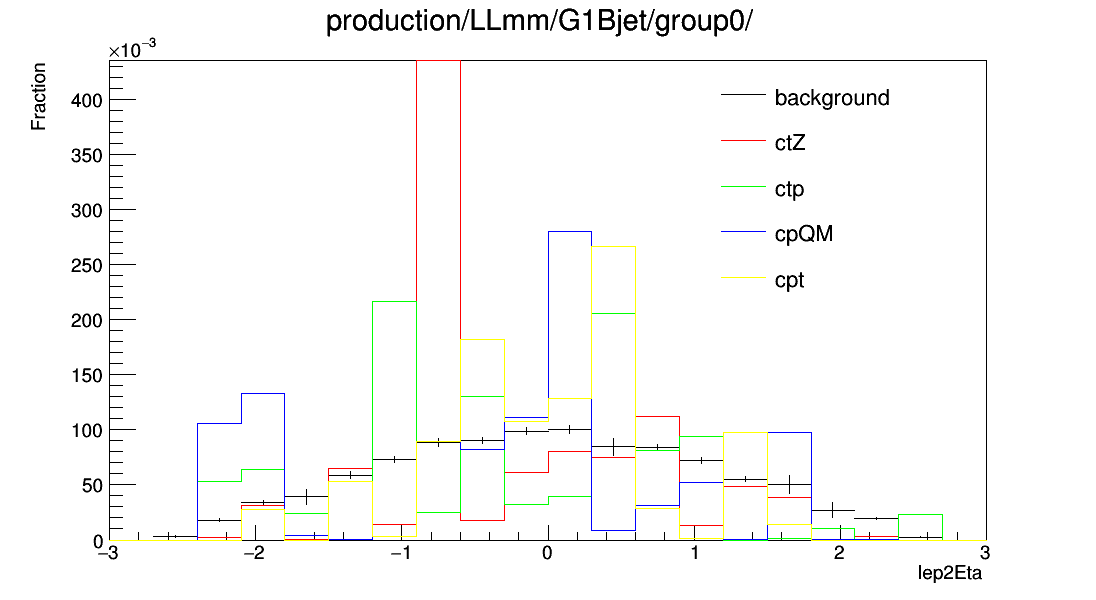 production/LLmm/G1Bjet/group0/
×10⁻³
Fraction
400
350
300
250
200
150
100
50
0
background
ctZ
ctp
cpQM
cpt
−3 −2 −1 0 1 2 3
lep2Eta